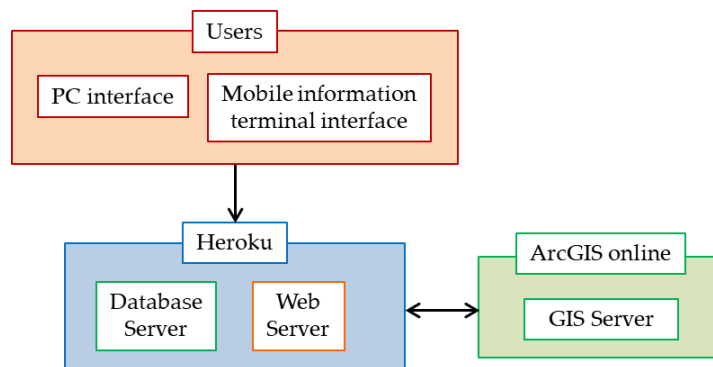 Users
PC interface
Mobile information
terminal interface
Heroku
Database
Server
Web
Server
ArcGIS online
GIS Server